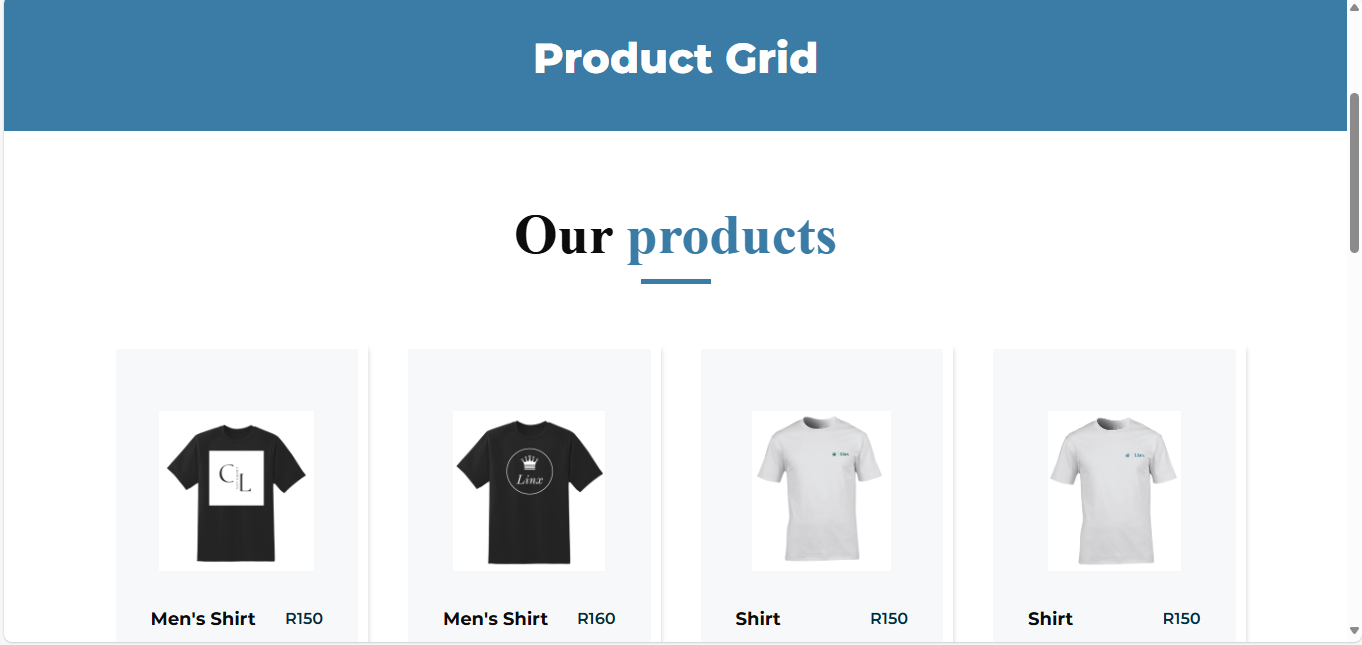 Product Grid
Our products
CL
Linx
Linx
Linx
Men's Shirt R150
Men's Shirt R160
Shirt R150
Shirt R150